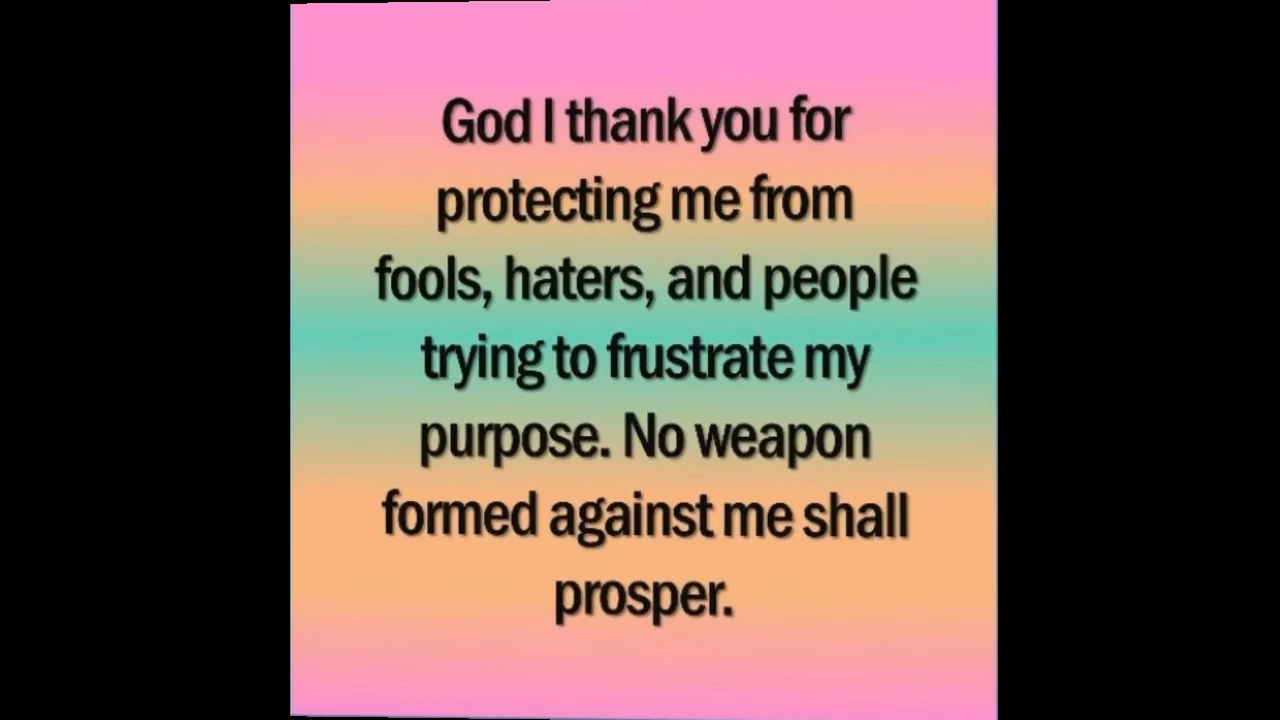 God I thank you for
protecting me from
fools, haters, and people
trying to frustrate my
purpose. No weapon
formed against me shall
prosper.